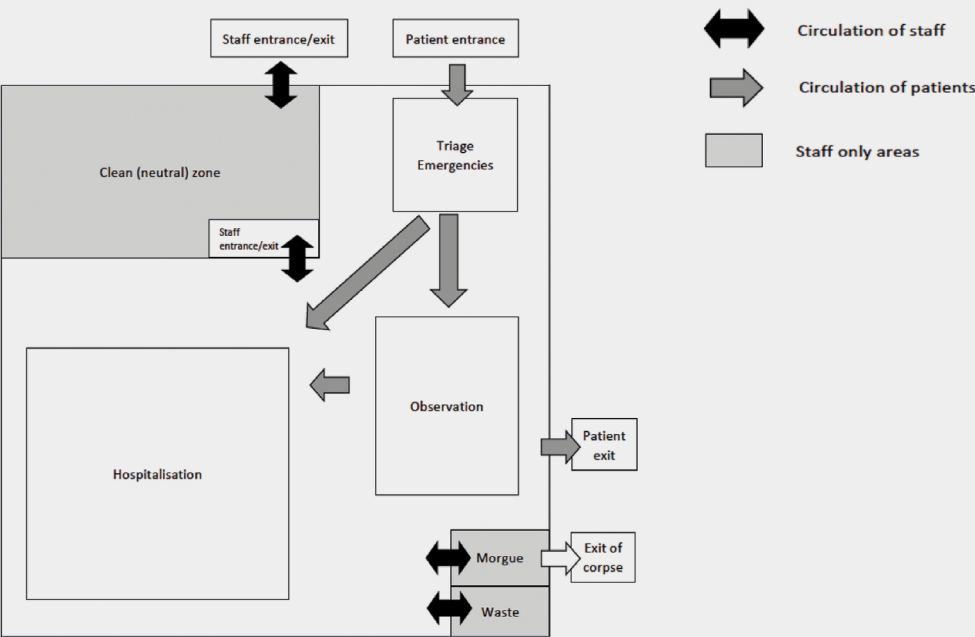 Staff entrance/exit
Patient entrance
Circulation of staff
Circulation of patients
Staff only areas
Clean (neutral) zone
Triage
Emergencies
Staff
entrance/exit
Observation
Hospitalisation
Patient
exit
Morgue
Exit of
corpse
Waste